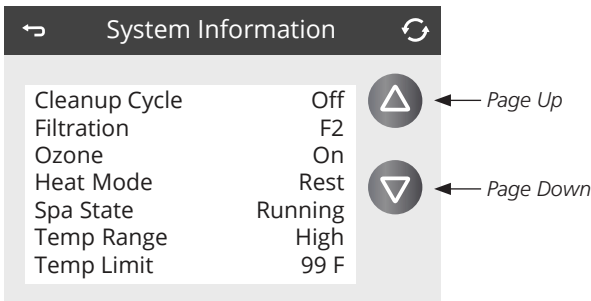 System Information
Cleanup Cycle Off
Filtration F2
Ozone On
Heat Mode Rest
Spa State Running
Temp Range High
Temp Limit 99 F
Page Up
Page Down